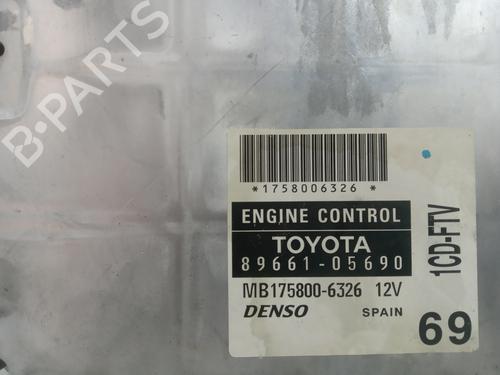 B-PARTS
*1758006326*
ENGINE CONTROL
TOYOTA
89661-05690
MB175800-6326 12V
DENSO SPAIN
1CD-FTV
69